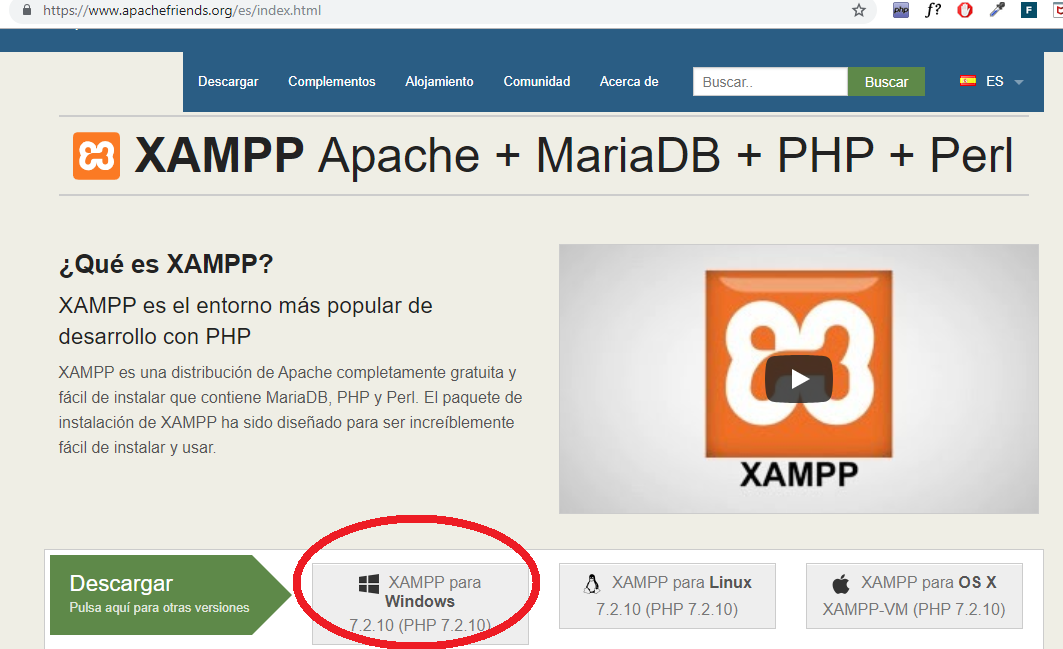 https://www.apachefriends.org/es/index.html
php
f?
F
Descargar Complementos Alojamiento Comunidad Acerca de Buscar.. Buscar ES
XAMPP Apache + MariaDB + PHP + Perl
¿Qué es XAMPP?
XAMPP es el entorno más popular de
desarrollo con PHP
XAMPP es una distribución de Apache completamente gratuita y
fácil de instalar que contiene MariaDB, PHP y Perl. El paquete de
instalación de XAMPP ha sido diseñado para ser increíblemente
fácil de instalar y usar.
XAMPP
Descargar
Pulsa aquí para otras versiones
XAMPP para
Windows
7.2.10 (PHP 7.2.10)
XAMPP para Linux
7.2.10 (PHP 7.2.10)
XAMPP para OS X
XAMPP-VM (PHP 7.2.10)